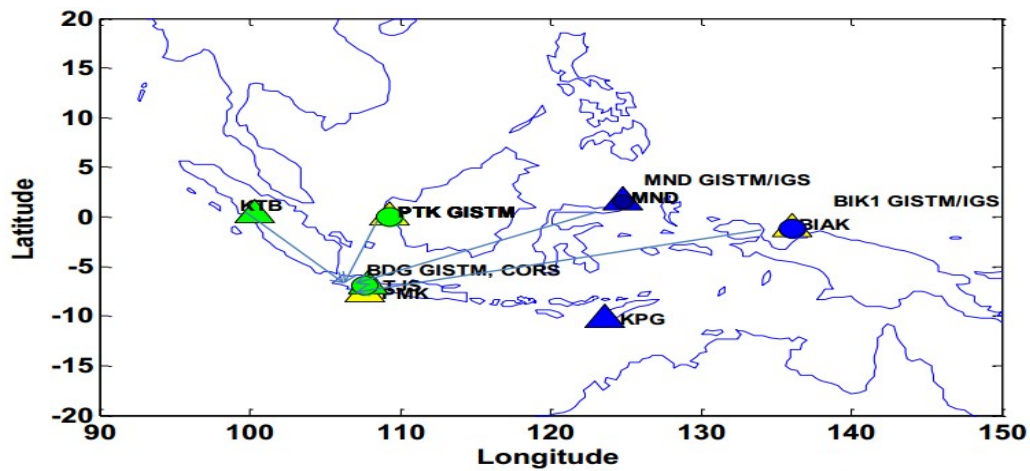 20
15
10
5
0
-5
-10
-15
-20
Latitude
MND GISTM/IGS
MND
BIK1 GISTM/IGS
BIAK
KTB
PTK GISTM
BDG GISTM, CORS
TJS
PMK
KPG
90 100 110 120 130 140 150
Longitude